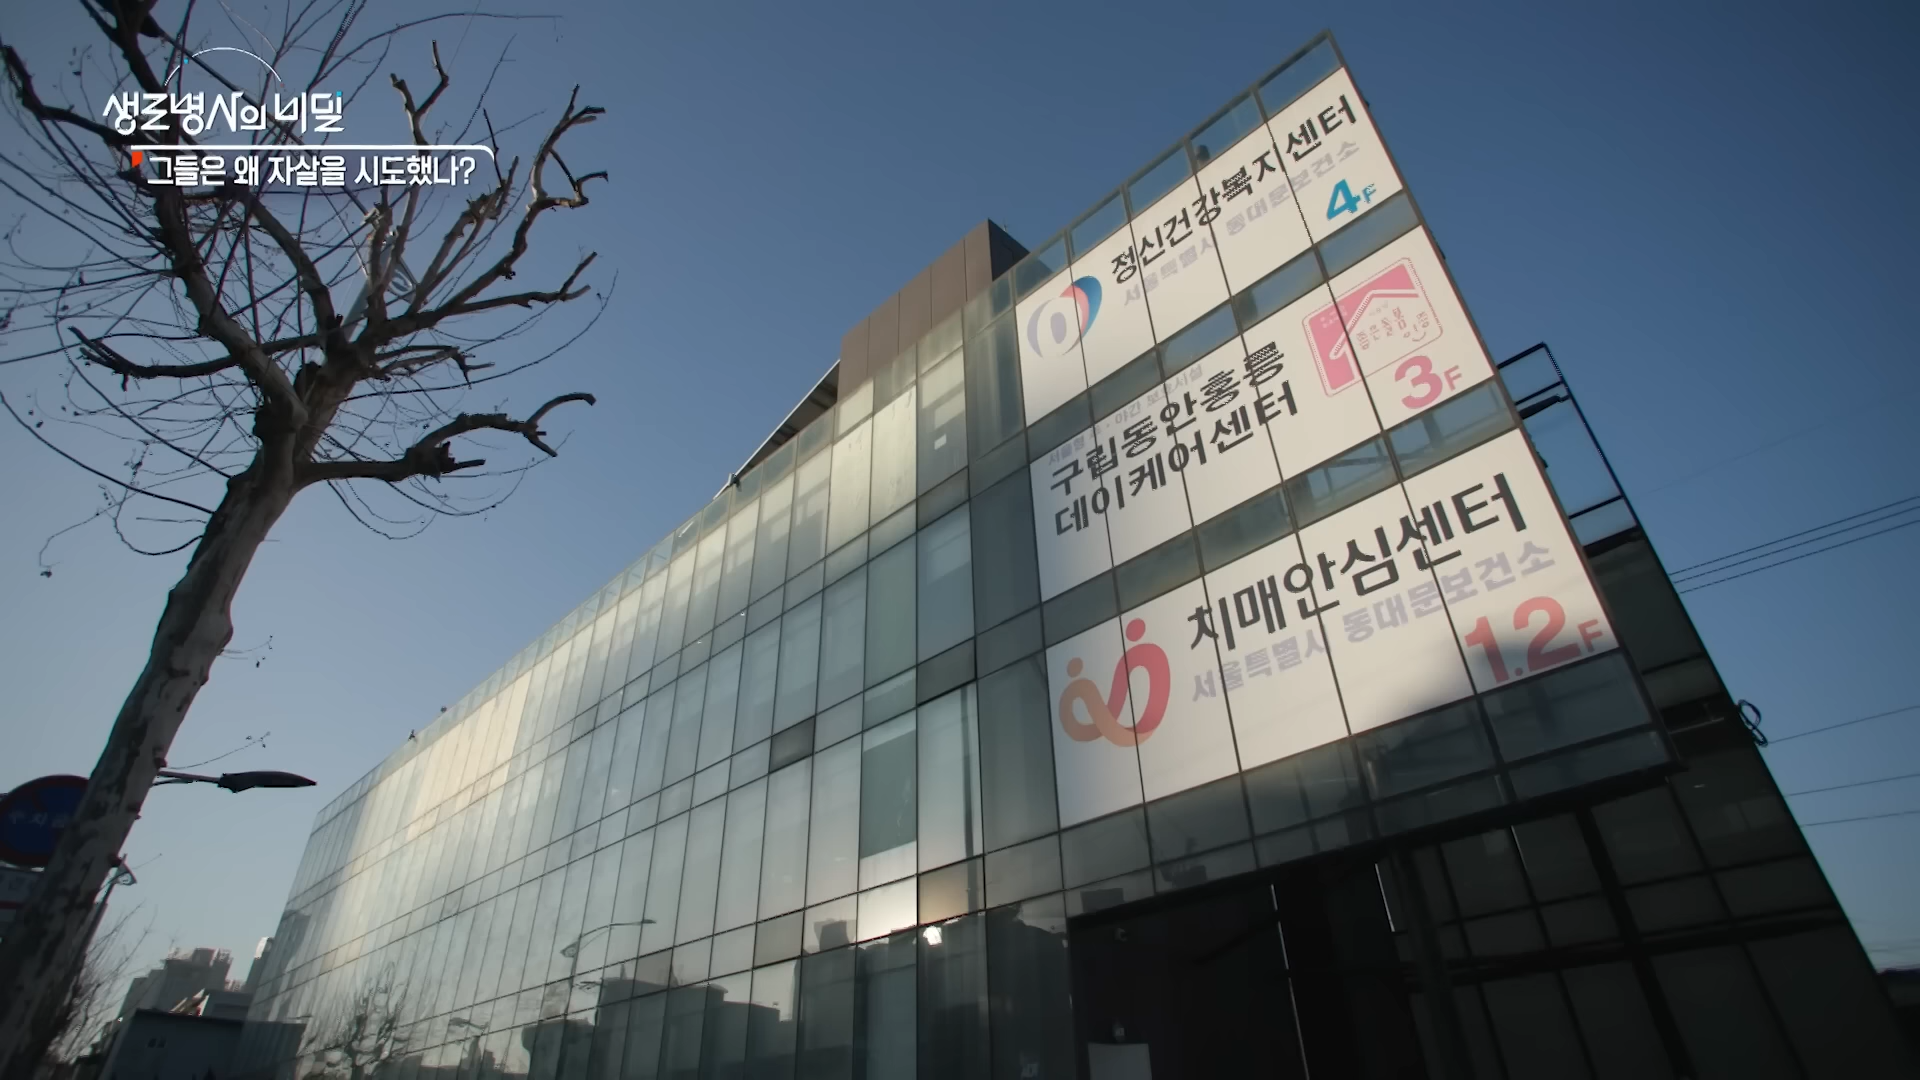 생로병사의 비밀
그들은 왜 자살을 시도했나?
정신건강복지센터
서울특별시 동대문보건소
4F
구립동안홍릉
데이케어센터
3F
치매안심센터
서울특별시 동대문보건소
1.2F